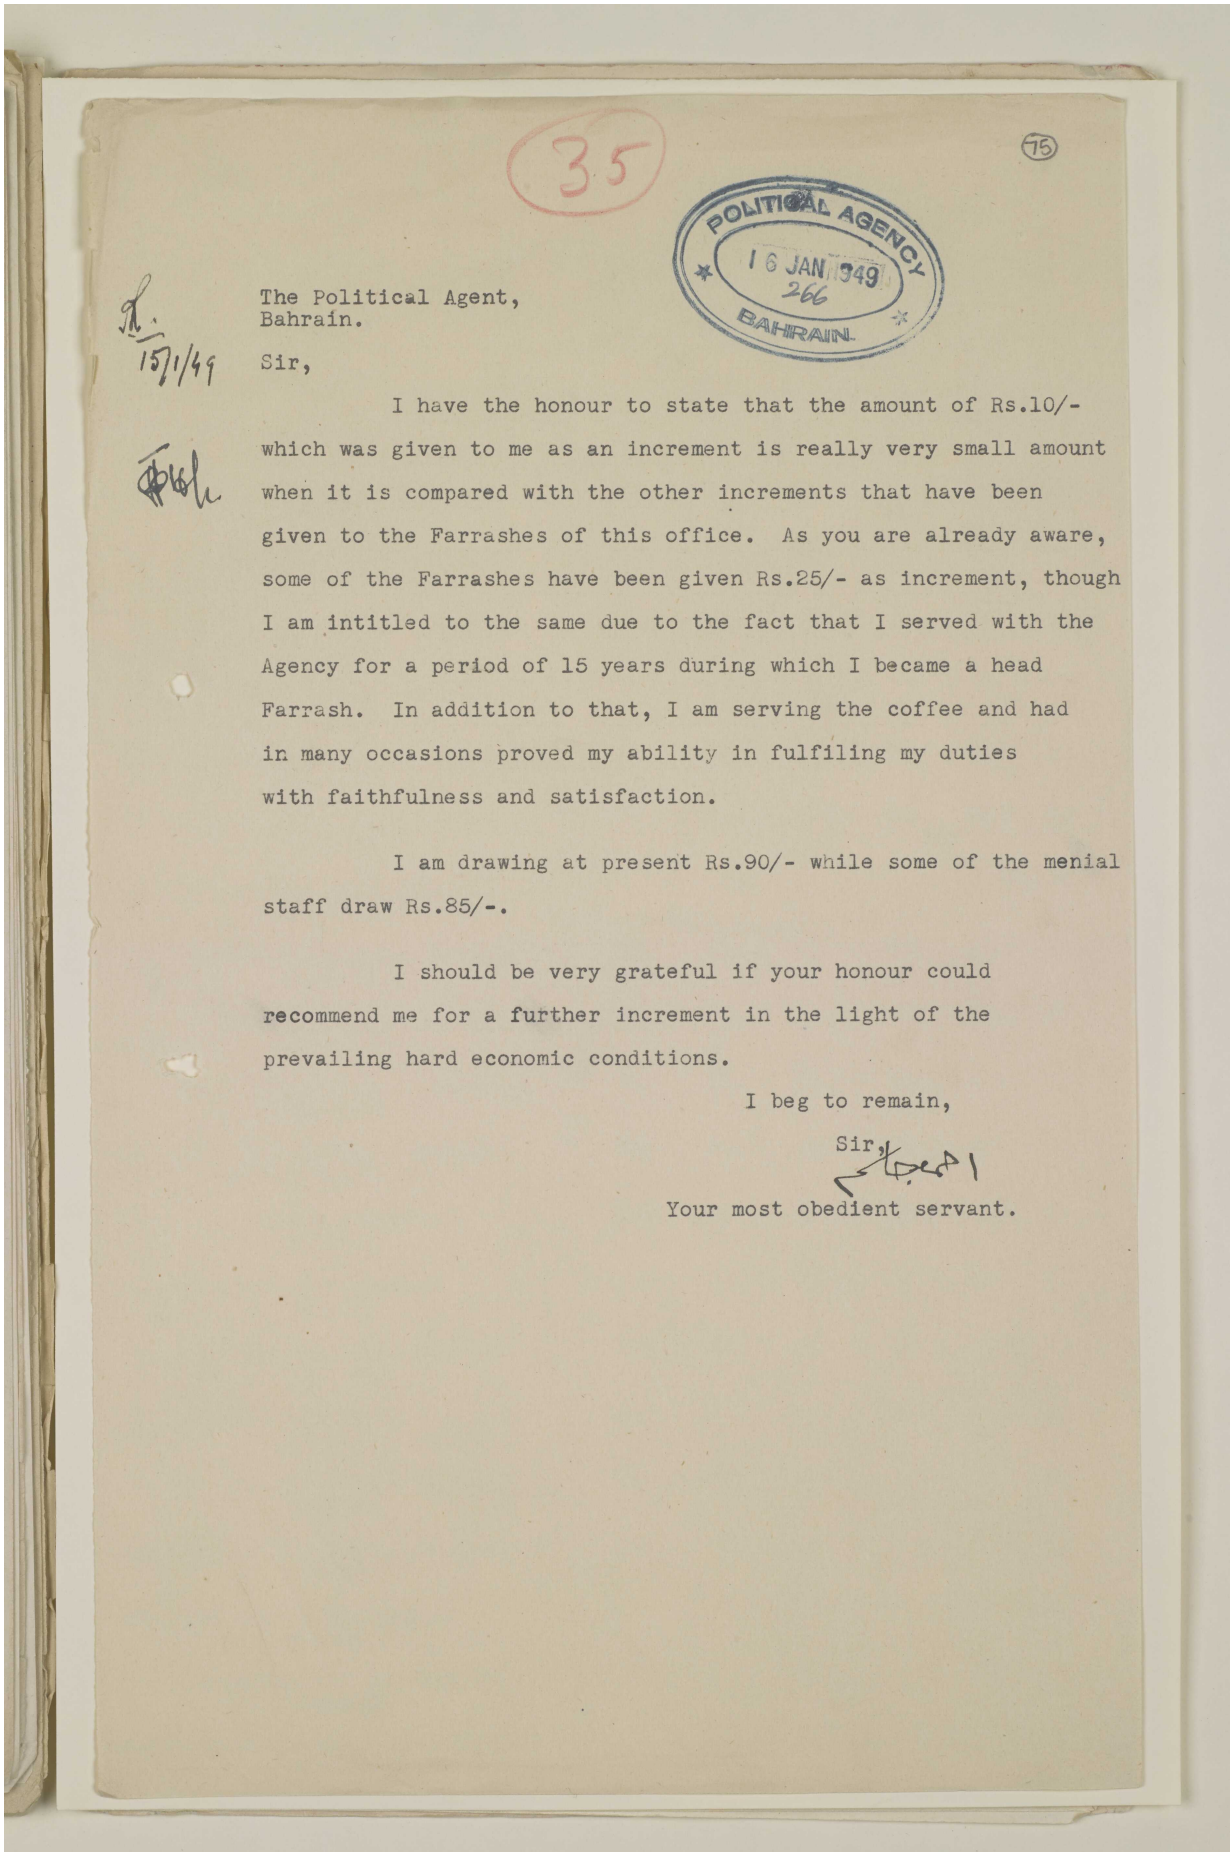 35
75
POLITICAL AGENCY
16 JAN 1949
266
BAHRAIN
The Political Agent,
Bahrain.
15/1/49
Sir,
I have the honour to state that the amount of Rs.10/-
which was given to me as an increment is really very small amount
when it is compared with the other increments that have been
given to the Farrashes of this office. As you are already aware,
some of the Farrashes have been given Rs.25/- as increment, though
I am intitled to the same due to the fact that I served with the
Agency for a period of 15 years during which I became a head
Farrash. In addition to that, I am serving the coffee and had
in many occasions proved my ability in fulfiling my duties
with faithfulness and satisfaction.
I am drawing at present Rs.90/- while some of the menial
staff draw Rs.85/-.
I should be very grateful if your honour could
recommend me for a further increment in the light of the
prevailing hard economic conditions.
I beg to remain,
Sir,
Your most obedient servant.